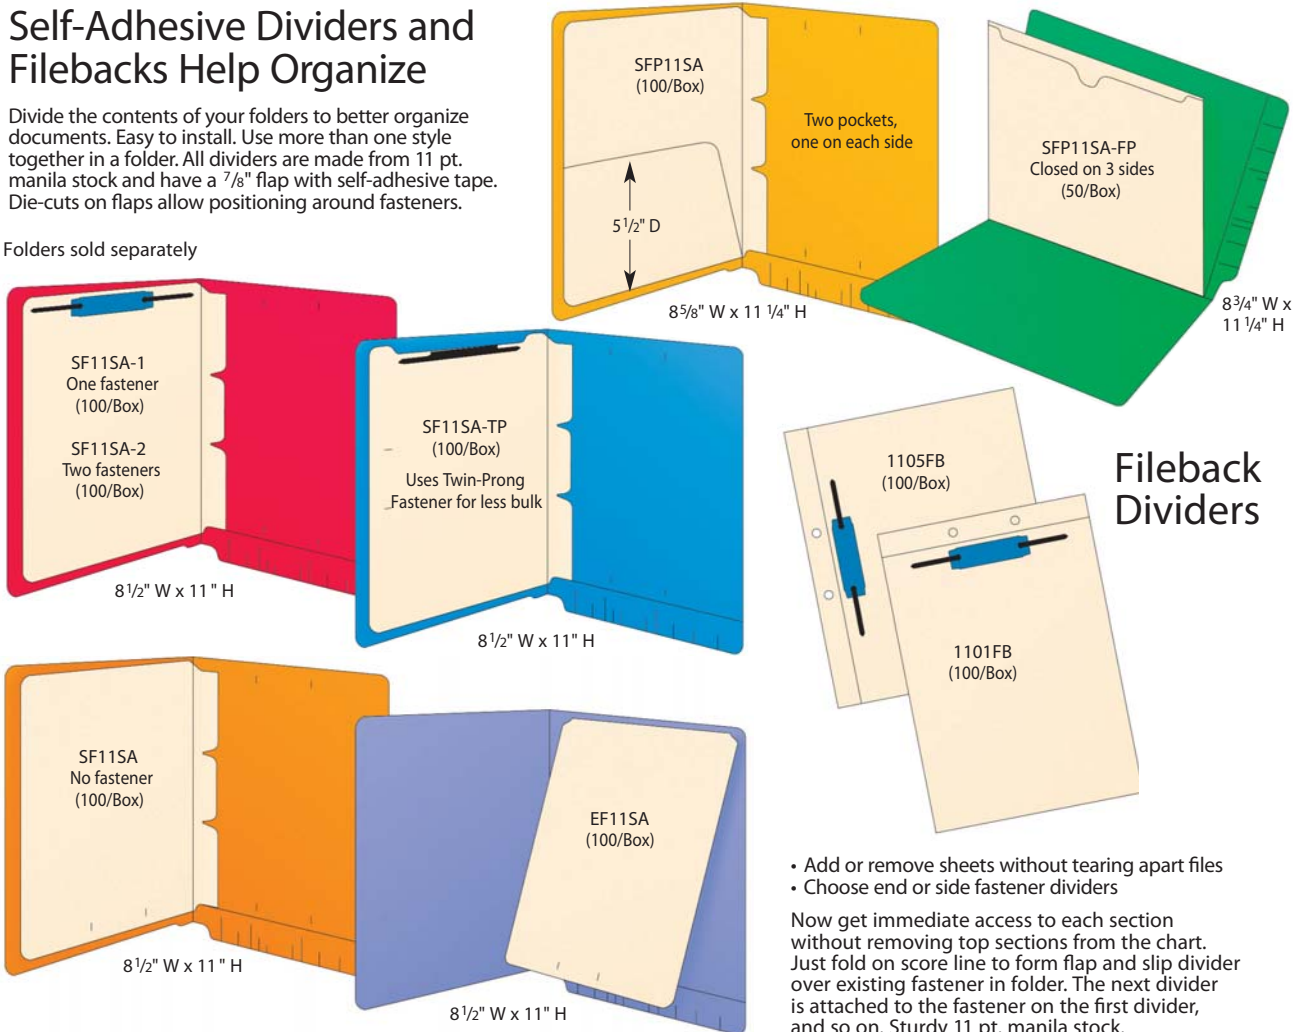 Self-Adhesive Dividers and
Filebacks Help Organize
Divide the contents of your folders to better organize
documents. Easy to install. Use more than one style
together in a folder. All dividers are made from 11 pt.
manila stock and have a 7/8" flap with self-adhesive tape.
Die-cuts on flaps allow positioning around fasteners.
Folders sold separately
SFP11SA
(100/Box)
Two pockets,
one on each side
5 1/2" D
8 5/8" W x 11 1/4" H
SFP11SA-FP
Closed on 3 sides
(50/Box)
8 3/4" W x
11 1/4" H
SF11SA-1
One fastener
(100/Box)
SF11SA-2
Two fasteners
(100/Box)
8 1/2" W x 11" H
SF11SA-TP
(100/Box)
Uses Twin-Prong
Fastener for less bulk
8 1/2" W x 11" H
SF11SA
No fastener
(100/Box)
8 1/2" W x 11" H
EF11SA
(100/Box)
8 1/2" W x 11" H
Fileback
Dividers
1105FB
(100/Box)
1101FB
(100/Box)
• Add or remove sheets without tearing apart files
• Choose end or side fastener dividers
Now get immediate access to each section
without removing top sections from the chart.
Just fold on score line to form flap and slip divider
over existing fastener in folder. The next divider
is attached to the fastener on the first divider,
and so on. Sturdy 11 pt. manila stock.